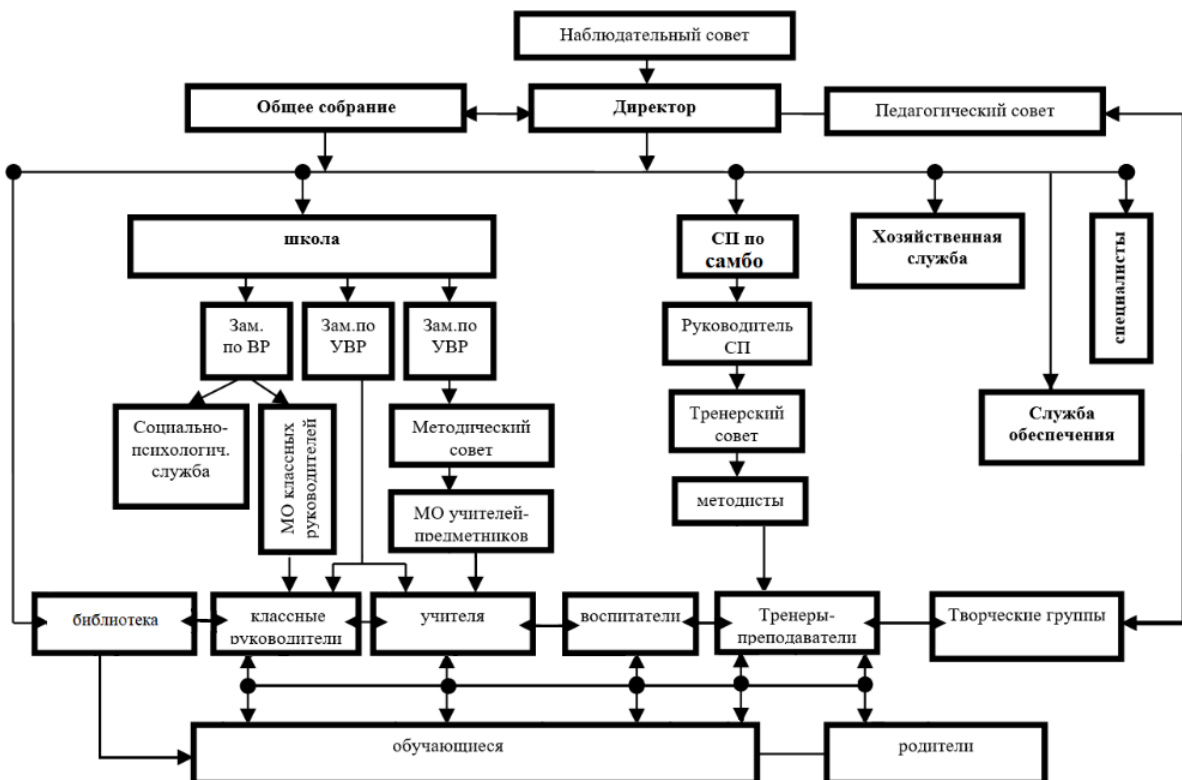 Наблюдательный совет
Общее собрание
Директор
Педагогический совет
школа
СП по
самбо
Хозяйственная
служба
специалисты
Зам.
по ВР
Зам.по
УВР
Зам.по
УВР
Руководитель
СП
Социально-
психологич.
служба
МО классных
руководителей
Методический
совет
Тренерский
совет
Служба
обеспечения
МО учителей-
предметников
методисты
библиотека
классные
руководители
учителя
воспитатели
Тренеры-
преподаватели
Творческие группы
обучающиеся
родители